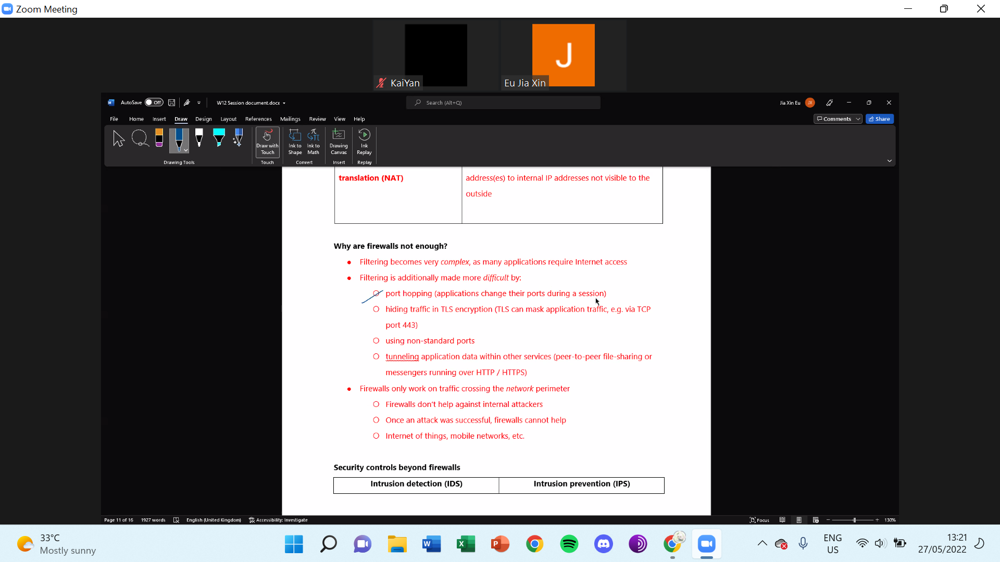 Zoom Meeting
J
KaiYan
Eu Jia Xin
AutoSave Off W12 Session document.docx Search (Alt+Q) Jia Xin Eu JX
File Home Insert Draw Design Layout References Mailings Review View Help Comments Share
Draw with Touch
Ink to Shape
Ink to Math
Drawing Canvas
Ink Replay
Drawing Tools Touch Convert Insert Replay
translation (NAT)
address(es) to internal IP addresses not visible to the
outside
Why are firewalls not enough?
Filtering becomes very complex, as many applications require Internet access
Filtering is additionally made more difficult by:
port hopping (applications change their ports during a session)
hiding traffic in TLS encryption (TLS can mask application traffic, e.g. via TCP
port 443)
using non-standard ports
tunneling application data within other services (peer-to-peer file-sharing or
messengers running over HTTP / HTTPS)
Firewalls only work on traffic crossing the network perimeter
Firewalls don't help against internal attackers
Once an attack was successful, firewalls cannot help
Internet of things, mobile networks, etc.
Security controls beyond firewalls
Intrusion detection (IDS) Intrusion prevention (IPS)
Page 11 of 16 1927 words English (United Kingdom) Accessibility: Investigate Focus 130%
33°C
Mostly sunny
ENG
US
13:21
27/05/2022